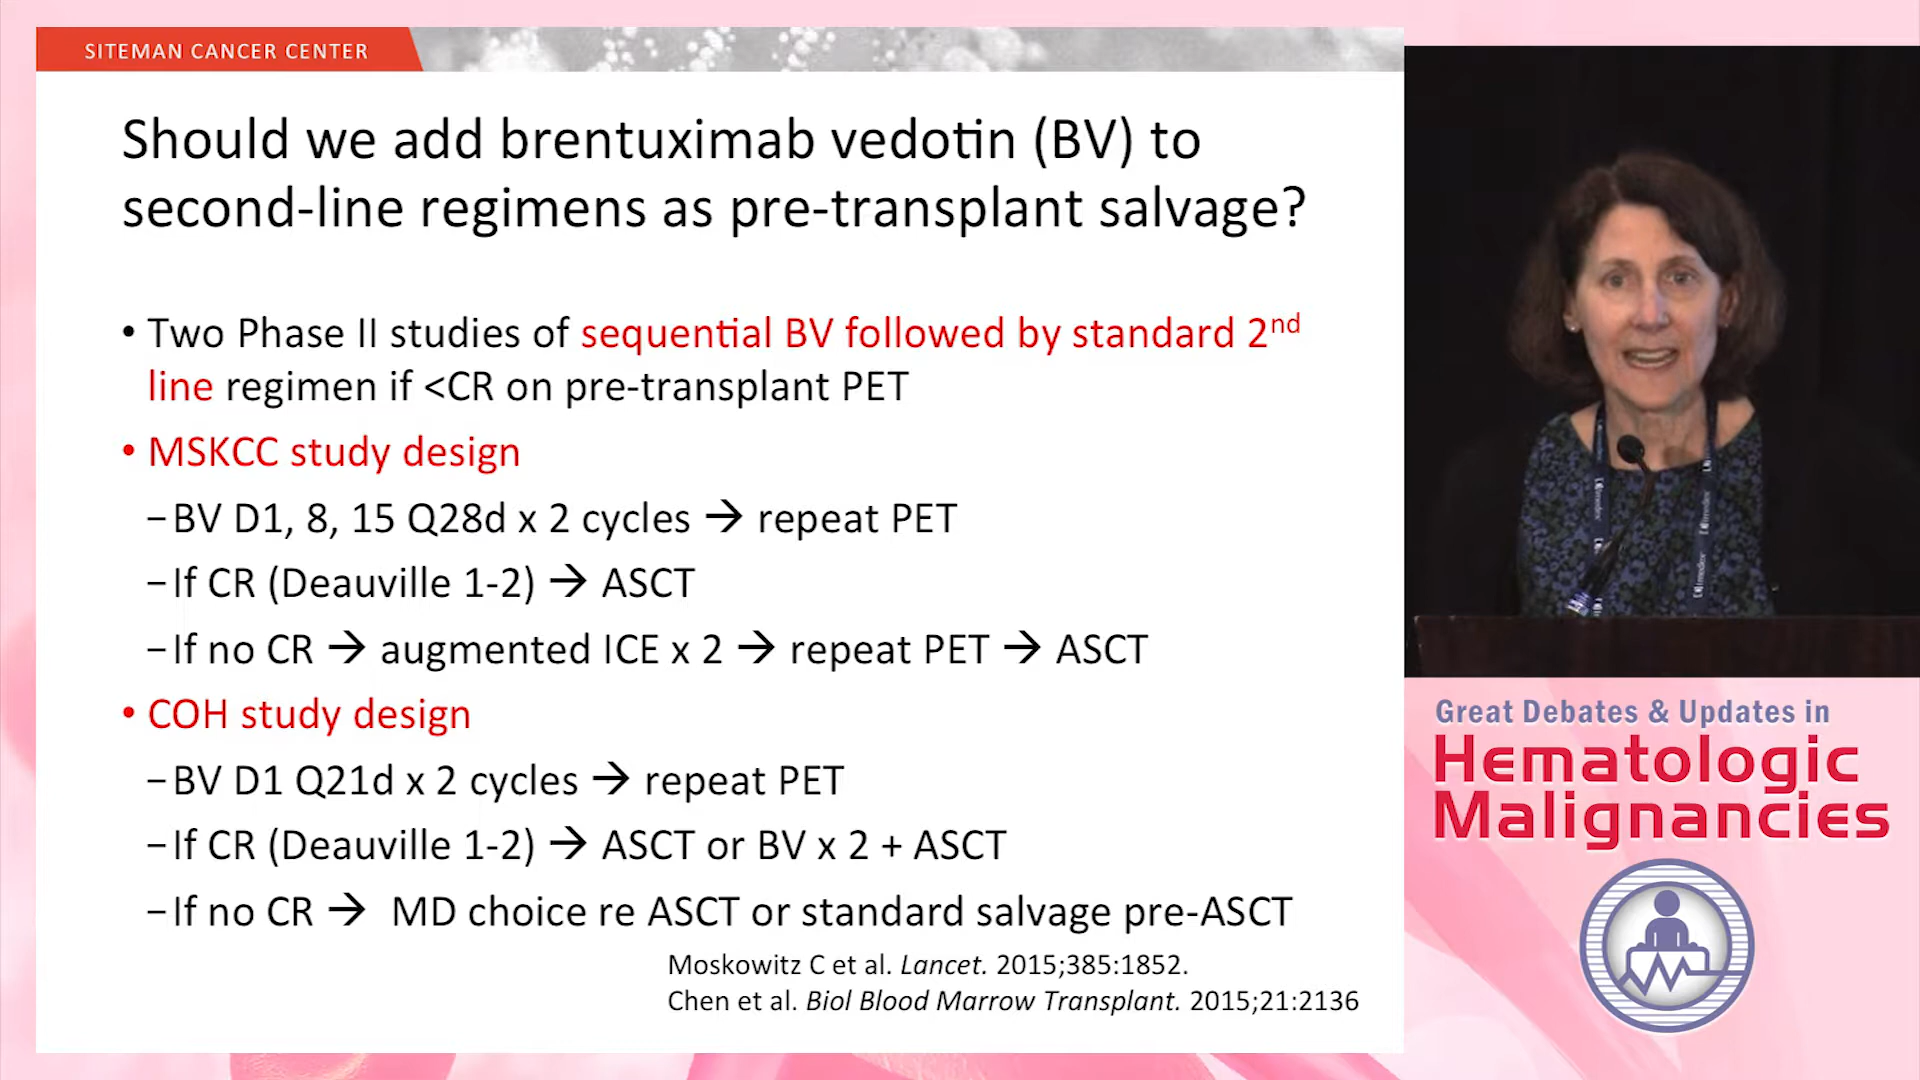 SITEMAN CANCER CENTER
Should we add brentuximab vedotin (BV) to
second-line regimens as pre-transplant salvage?
• Two Phase II studies of sequential BV followed by standard 2nd
line regimen if <CR on pre-transplant PET
• MSKCC study design
–BV D1, 8, 15 Q28d x 2 cycles → repeat PET
–If CR (Deauville 1-2) → ASCT
–If no CR → augmented ICE x 2 → repeat PET → ASCT
• COH study design
–BV D1 Q21d x 2 cycles → repeat PET
–If CR (Deauville 1-2) → ASCT or BV x 2 + ASCT
–If no CR → MD choice re ASCT or standard salvage pre-ASCT
Moskowitz C et al. Lancet. 2015;385:1852.
Chen et al. Biol Blood Marrow Transplant. 2015;21:2136
Great Debates & Updates in
Hematologic
Malignancies